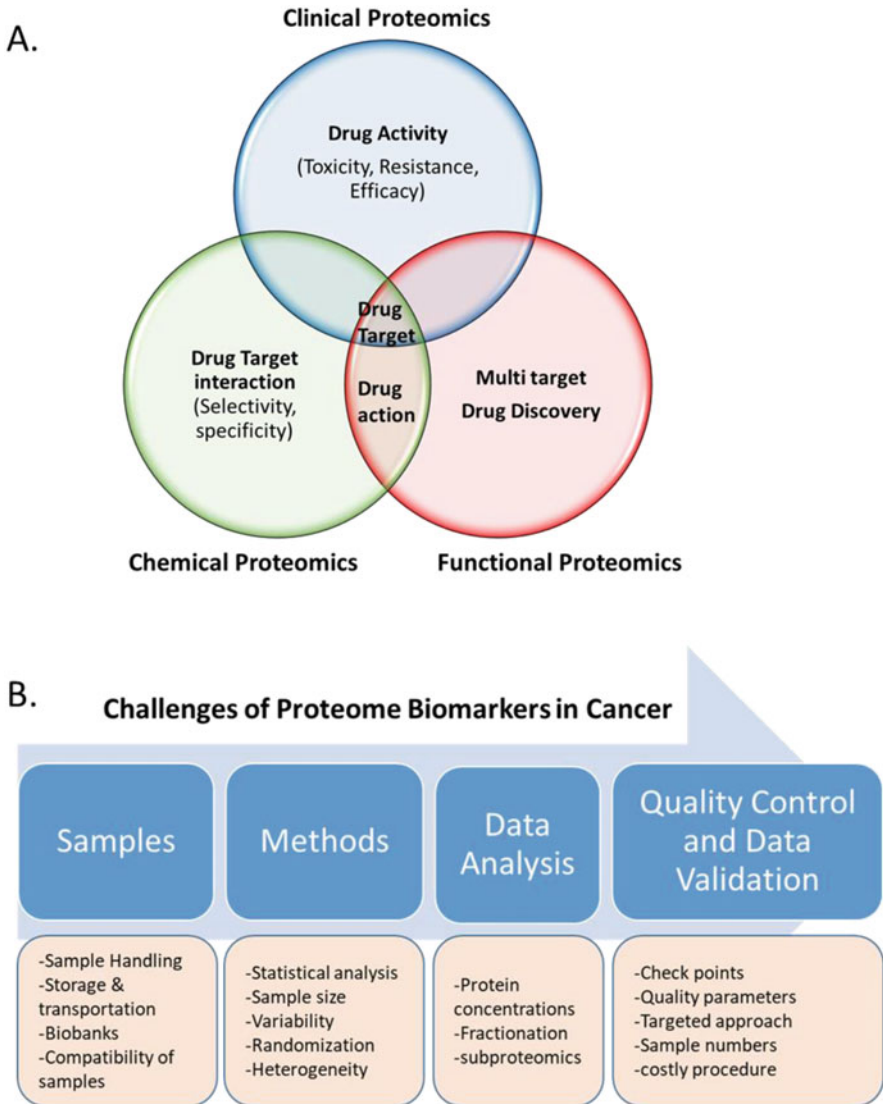 A.
Clinical Proteomics
Drug Activity
(Toxicity, Resistance,
Efficacy)
Drug
Target
Drug Target
interaction
(Selectivity,
specificity)
Drug
action
Multi target
Drug Discovery
Chemical Proteomics
Functional Proteomics
B.
Challenges of Proteome Biomarkers in Cancer
Samples
Methods
Data
Analysis
Quality Control
and Data
Validation
-Sample Handling
-Storage &
transportation
-Biobanks
-Compatibility of
samples
-Statistical analysis
-Sample size
-Variability
-Randomization
-Heterogeneity
-Protein
concentrations
-Fractionation
-subproteomics
-Check points
-Quality parameters
-Targeted approach
-Sample numbers
-costly procedure